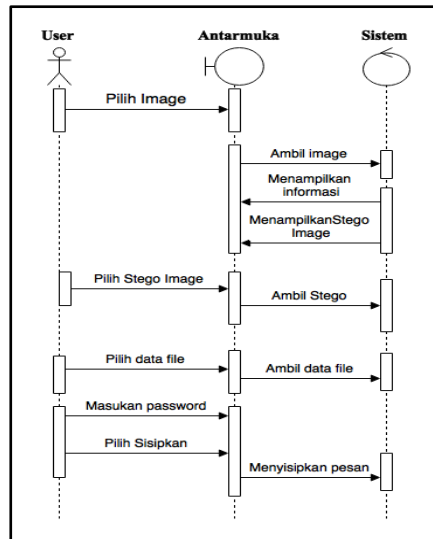 User
Antarmuka
Sistem
Pilih Image
Ambil image
Menampilkan
informasi
MenampilkanStego
Image
Pilih Stego Image
Ambil Stego
Pilih data file
Ambil data file
Masukan password
Pilih Sisipkan
Menyisipkan pesan